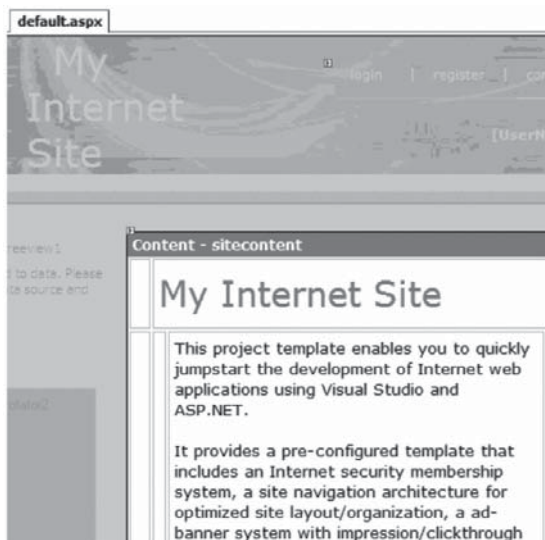 default.aspx
My
Internet
Site
login | register |
[UserN
reeview1
d to data. Please
ta source and
Content - sitecontent
My Internet Site
This project template enables you to quickly
jumpstart the development of Internet web
applications using Visual Studio and
ASP.NET.
It provides a pre-configured template that
includes an Internet security membership
system, a site navigation architecture for
optimized site layout/organization, a ad-
banner system with impression/clickthrough